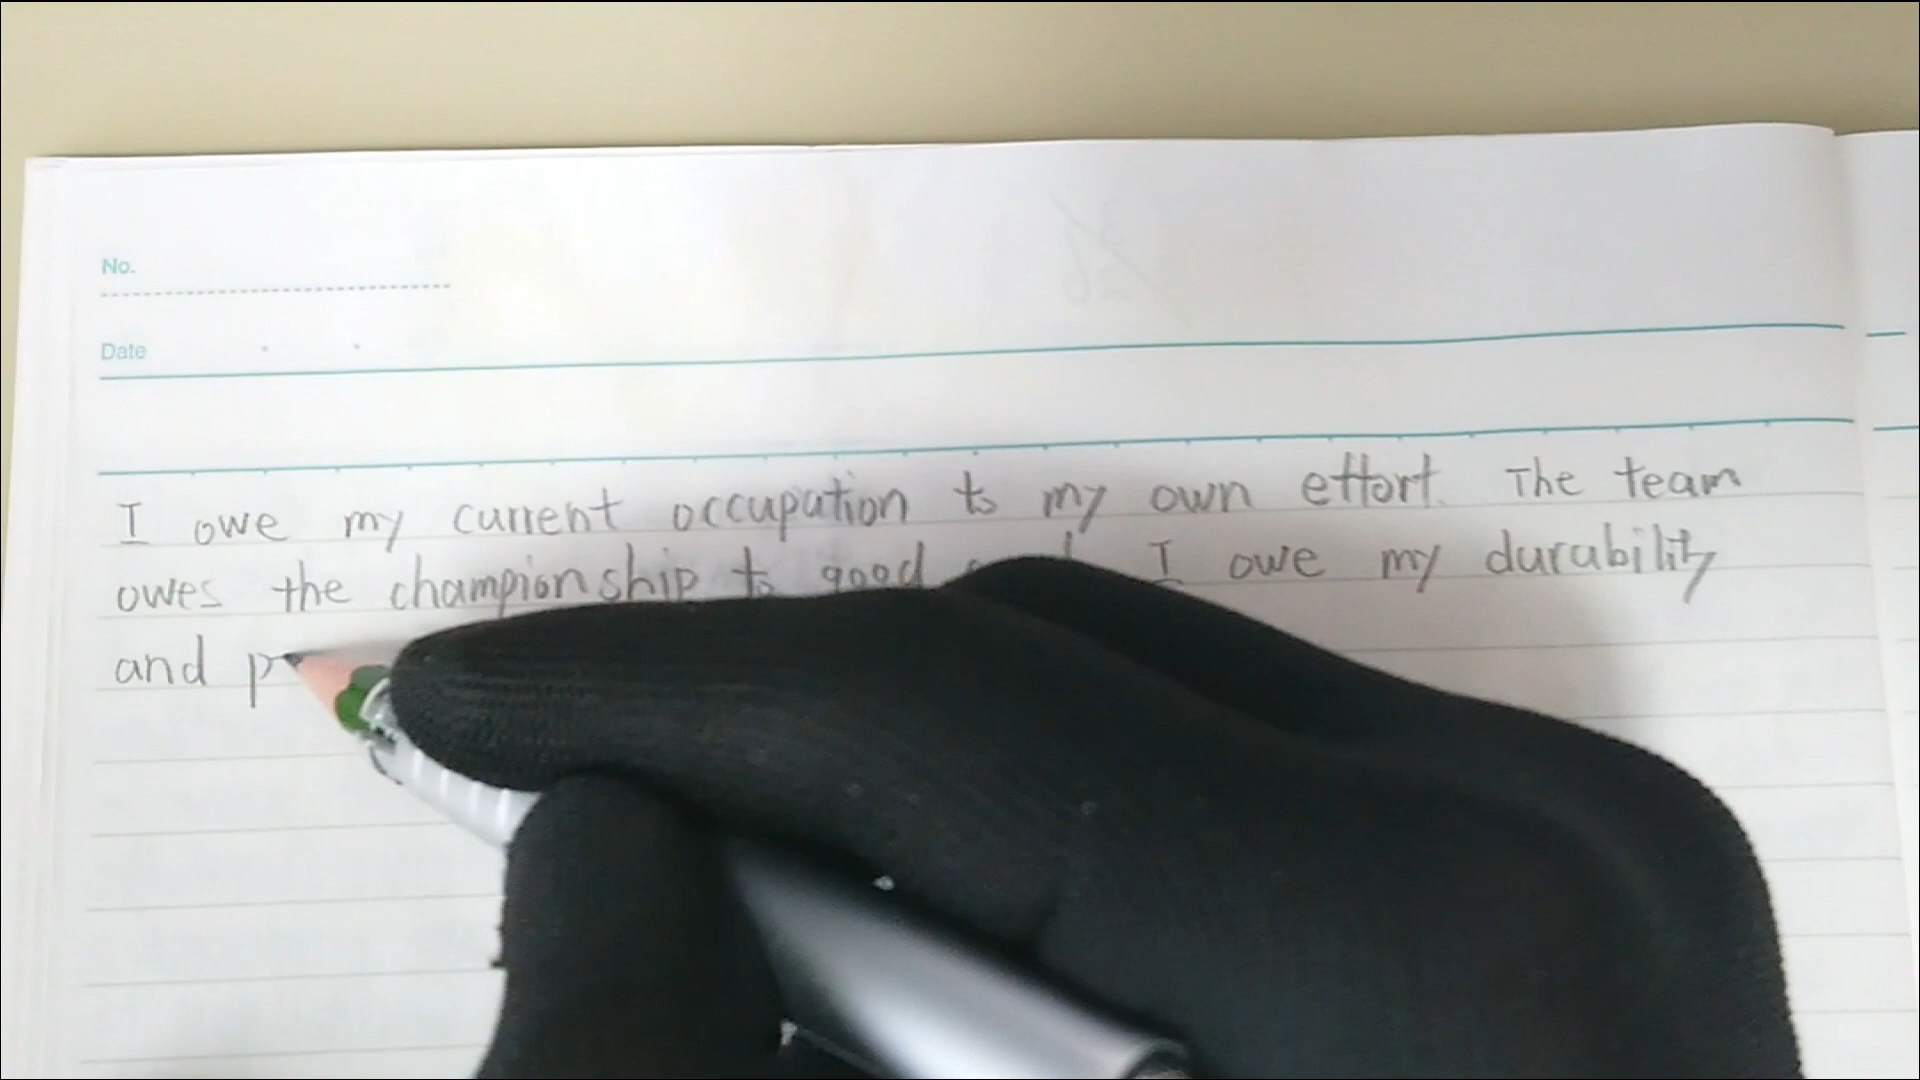 No.
Date
I owe my current occupation to my own effort. The team
owes the championship to good I owe my durability
and